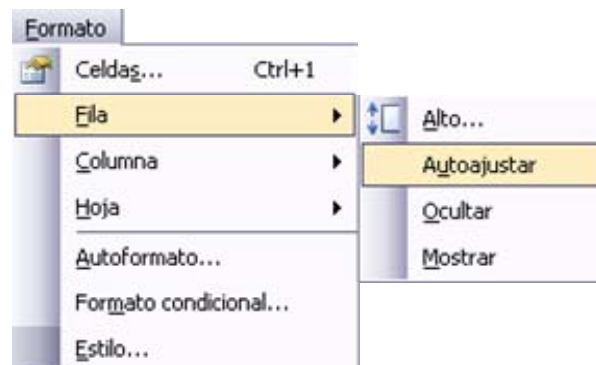 Formato
Celdas... Ctrl+1
Fila
Columna
Hoja
Autoformato...
Formato condicional...
Estilo...
Alto...
Autoajustar
Ocultar
Mostrar